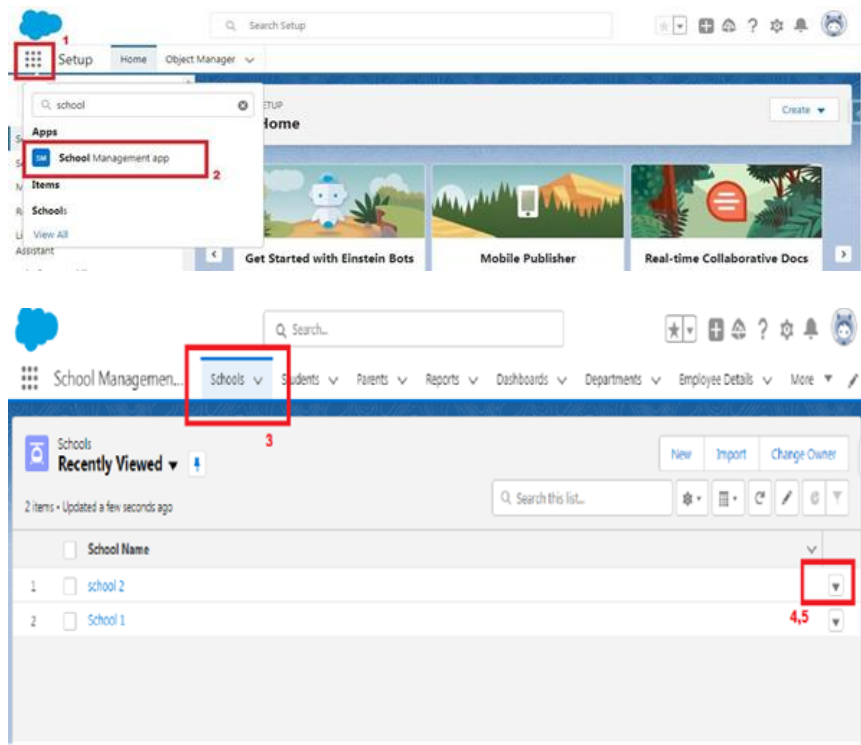 Search Setup
1
Setup Home Object Manager
school
SETUP
Home
Create
Apps
SM School Management app
2
Items
Schools
View All
Assistant
Get Started with Einstein Bots Mobile Publisher Real-time Collaborative Docs
Search...
School Managemen... Schools Students Parents Reports Dashboards Departments Employee Details More
3
Schools
Recently Viewed
New Import Change Owner
2 items • Updated a few seconds ago
Search this list...
School Name
1 school 2
4,5
2 School 1